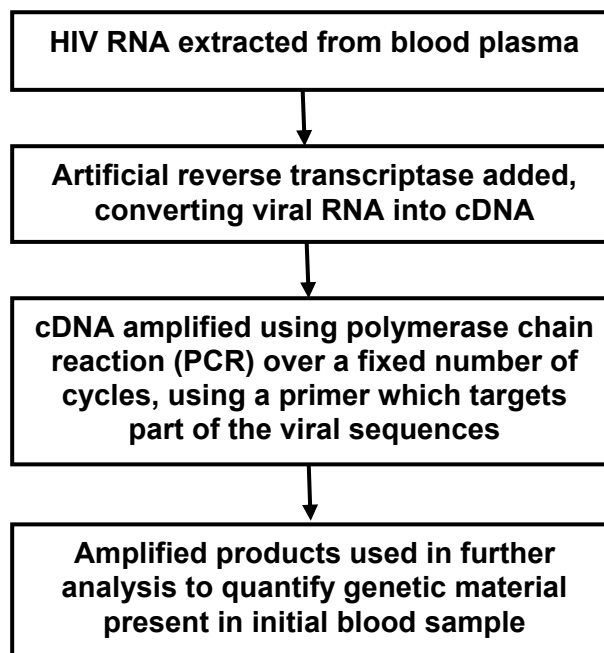 HIV RNA extracted from blood plasma
Artificial reverse transcriptase added,
converting viral RNA into cDNA
cDNA amplified using polymerase chain
reaction (PCR) over a fixed number of
cycles, using a primer which targets
part of the viral sequences
Amplified products used in further
analysis to quantify genetic material
present in initial blood sample